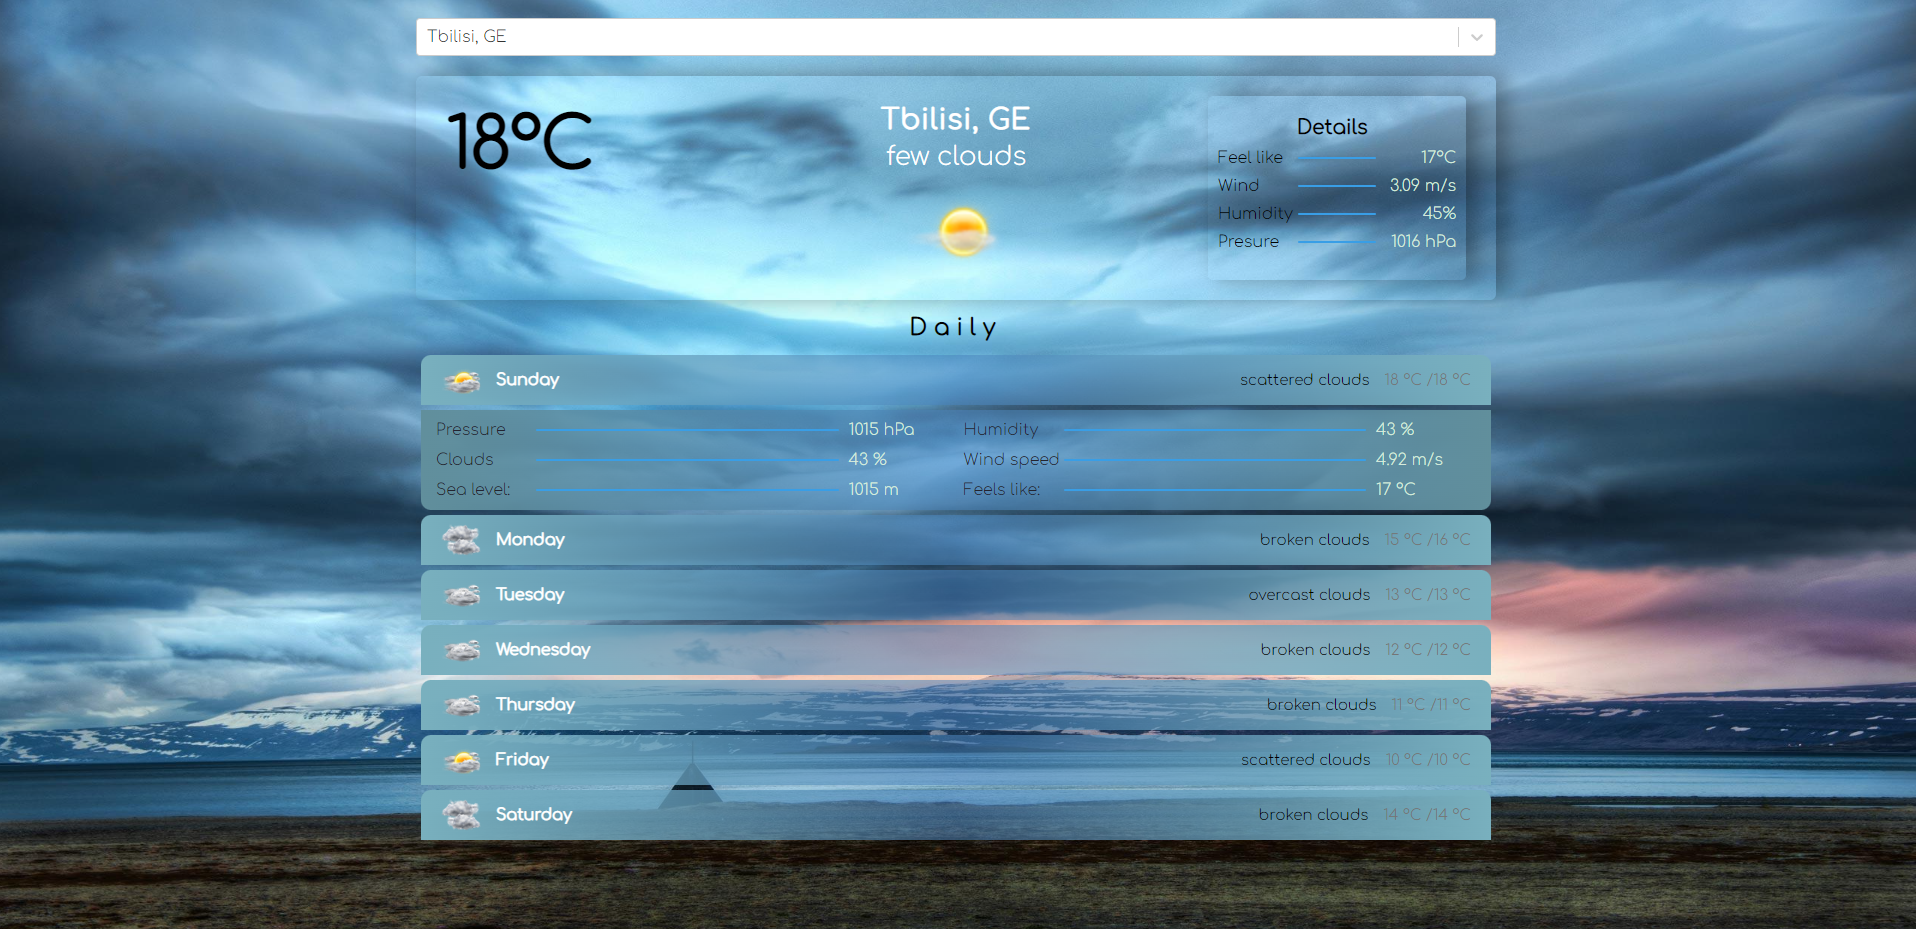 Tbilisi, GE
18°C
Tbilisi, GE
few clouds
Details
Feel like 17°C
Wind 3.09 m/s
Humidity 45%
Presure 1016 hPa
Daily
Sunday scattered clouds 18 °C /18 °C
Pressure 1015 hPa Humidity 43 %
Clouds 43 % Wind speed 4.92 m/s
Sea level: 1015 m Feels like: 17 °C
Monday broken clouds 15 °C /16 °C
Tuesday overcast clouds 13 °C /13 °C
Wednesday broken clouds 12 °C /12 °C
Thursday broken clouds 11 °C /11 °C
Friday scattered clouds 10 °C /10 °C
Saturday broken clouds 14 °C /14 °C